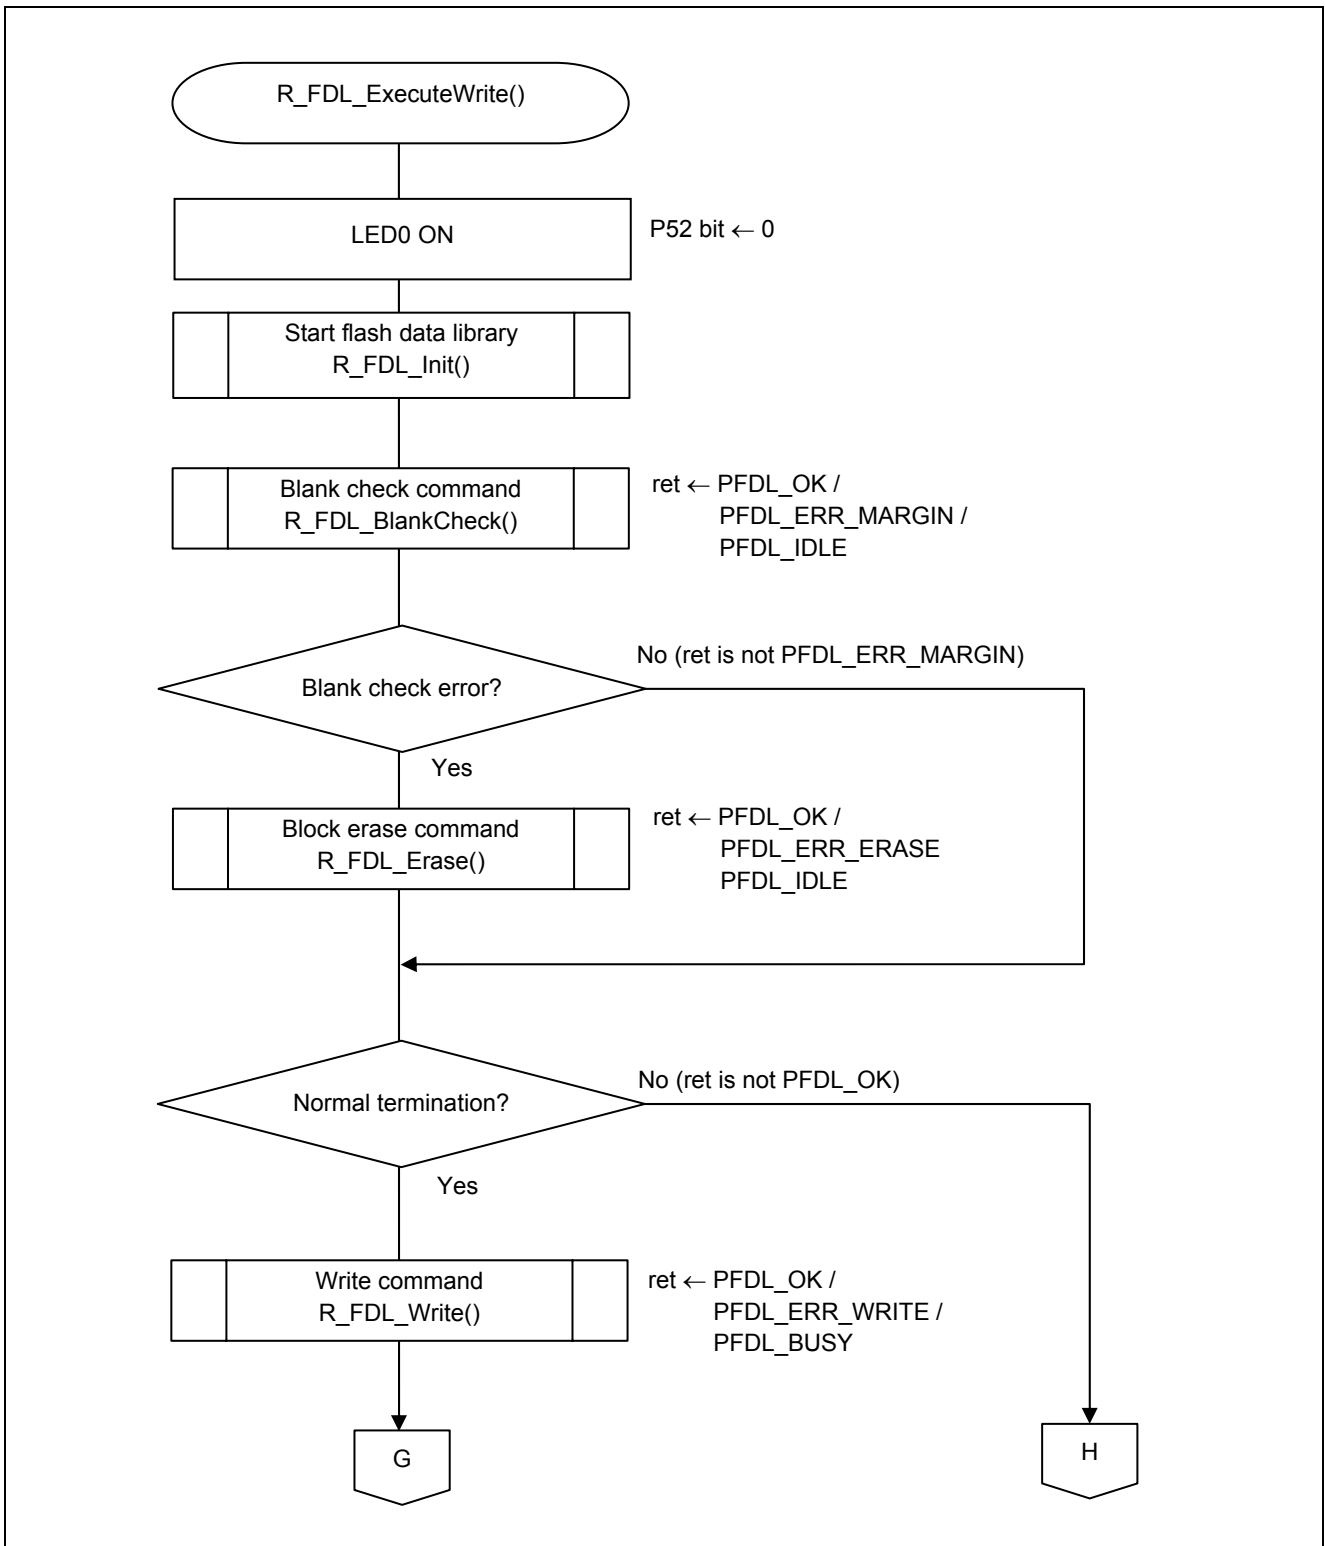 R_FDL_ExecuteWrite()
LED0 ON
P52 bit ← 0
Start flash data library
R_FDL_Init()
Blank check command
R_FDL_BlankCheck()
ret ← PFDL_OK /
PFDL_ERR_MARGIN /
PFDL_IDLE
Blank check error?
No (ret is not PFDL_ERR_MARGIN)
Yes
Block erase command
R_FDL_Erase()
ret ← PFDL_OK /
PFDL_ERR_ERASE
PFDL_IDLE
Normal termination?
No (ret is not PFDL_OK)
Yes
Write command
R_FDL_Write()
ret ← PFDL_OK /
PFDL_ERR_WRITE /
PFDL_BUSY
G
H